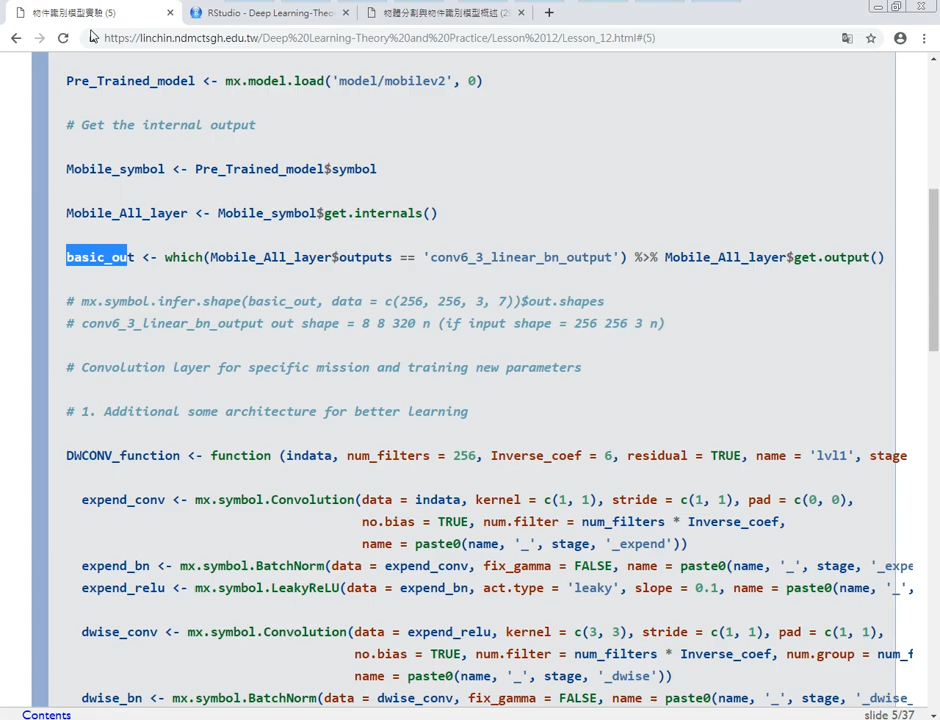 物件識別模型實驗 (5)
RStudio - Deep Learning-Theo
物體分割與物件識別模型概述 (29
https://linchin.ndmctsgh.edu.tw/Deep%20Learning-Theory%20and%20Practice/Lesson%2012/Lesson_12.html#(5)
Pre_Trained_model <- mx.model.load('model/mobilev2', 0)
# Get the internal output
Mobile_symbol <- Pre_Trained_model$symbol
Mobile_All_layer <- Mobile_symbol$get.internals()
basic_out <- which(Mobile_All_layer$outputs == 'conv6_3_linear_bn_output') %>% Mobile_All_layer$get.output()
# mx.symbol.infer.shape(basic_out, data = c(256, 256, 3, 7))$out.shapes
# conv6_3_linear_bn_output out shape = 8 8 320 n (if input shape = 256 256 3 n)
# Convolution layer for specific mission and training new parameters
# 1. Additional some architecture for better learning
DWCONV_function <- function (indata, num_filters = 256, Inverse_coef = 6, residual = TRUE, name = 'lvl1', stage
expend_conv <- mx.symbol.Convolution(data = indata, kernel = c(1, 1), stride = c(1, 1), pad = c(0, 0),
no.bias = TRUE, num.filter = num_filters * Inverse_coef,
name = paste0(name, '_', stage, '_expend'))
expend_bn <- mx.symbol.BatchNorm(data = expend_conv, fix_gamma = FALSE, name = paste0(name, '_', stage, '_expe
expend_relu <- mx.symbol.LeakyReLU(data = expend_bn, act.type = 'leaky', slope = 0.1, name = paste0(name, '_',
dwise_conv <- mx.symbol.Convolution(data = expend_relu, kernel = c(3, 3), stride = c(1, 1), pad = c(1, 1),
no.bias = TRUE, num.filter = num_filters * Inverse_coef, num.group = num_f
name = paste0(name, '_', stage, '_dwise'))
dwise_bn <- mx.symbol.BatchNorm(data = dwise_conv, fix_gamma = FALSE, name = paste0(name, '_', stage, '_dwise_
Contents
slide 5/37